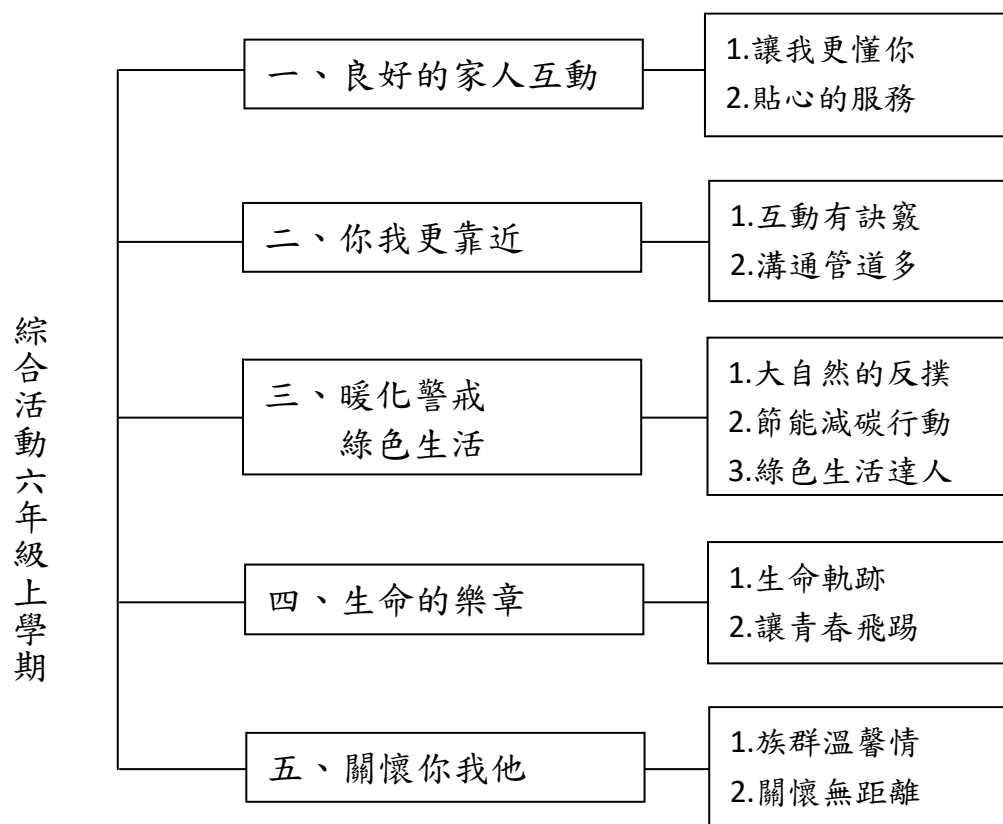 綜合活動六年級上學期
一、良好的家人互動
1.讓我更懂你
2.貼心的服務
二、你我更靠近
1.互動有訣竅
2.溝通管道多
三、暖化警戒
綠色生活
1.大自然的反撲
2.節能減碳行動
3.綠色生活達人
四、生命的樂章
1.生命軌跡
2.讓青春飛踢
五、關懷你我他
1.族群溫馨情
2.關懷無距離